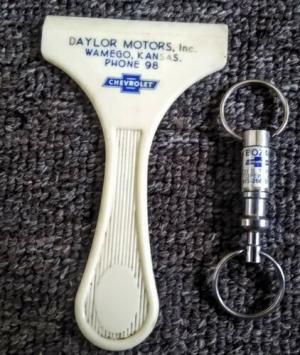 DAYLOR MOTORS, Inc.
WAMEGO, KANSAS.
PHONE 98
CHEVROLET